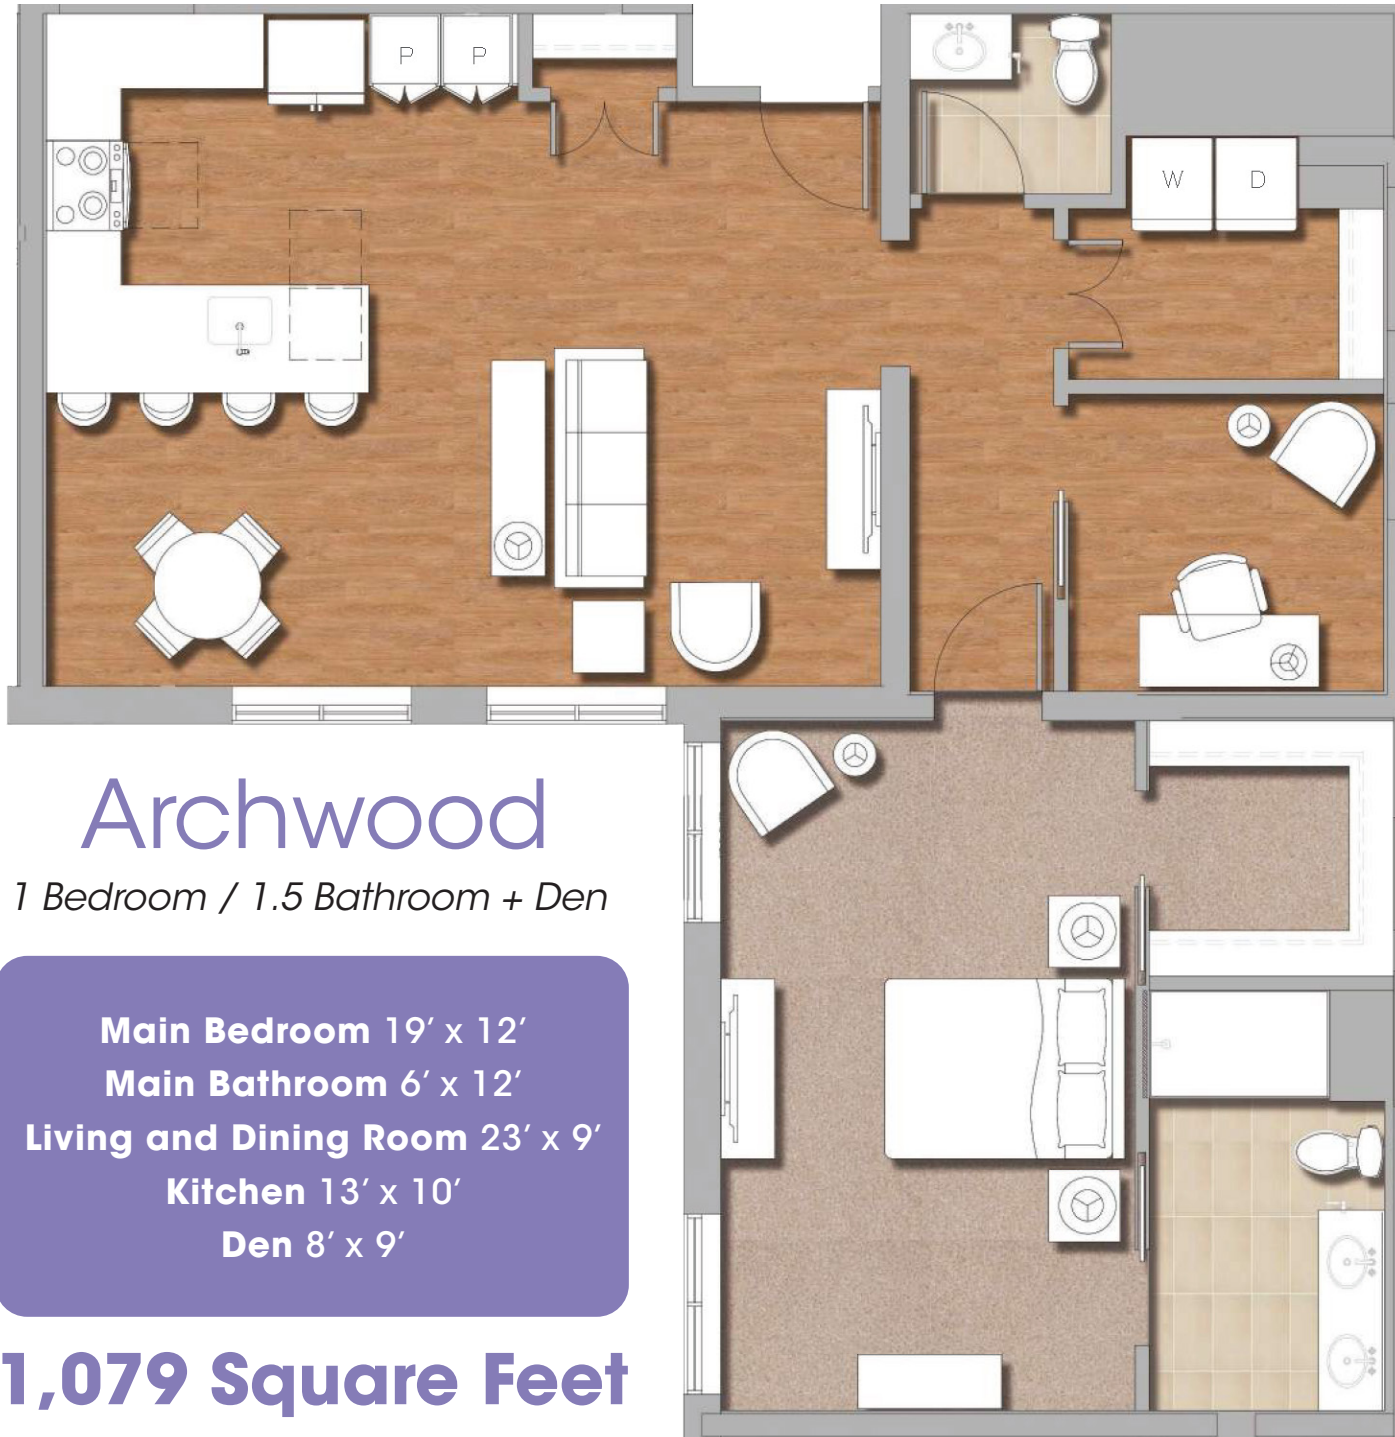 P P
W D
Archwood
1 Bedroom / 1.5 Bathroom + Den
Main Bedroom 19′ x 12′
Main Bathroom 6′ x 12′
Living and Dining Room 23′ x 9′
Kitchen 13′ x 10′
Den 8′ x 9′
1,079 Square Feet